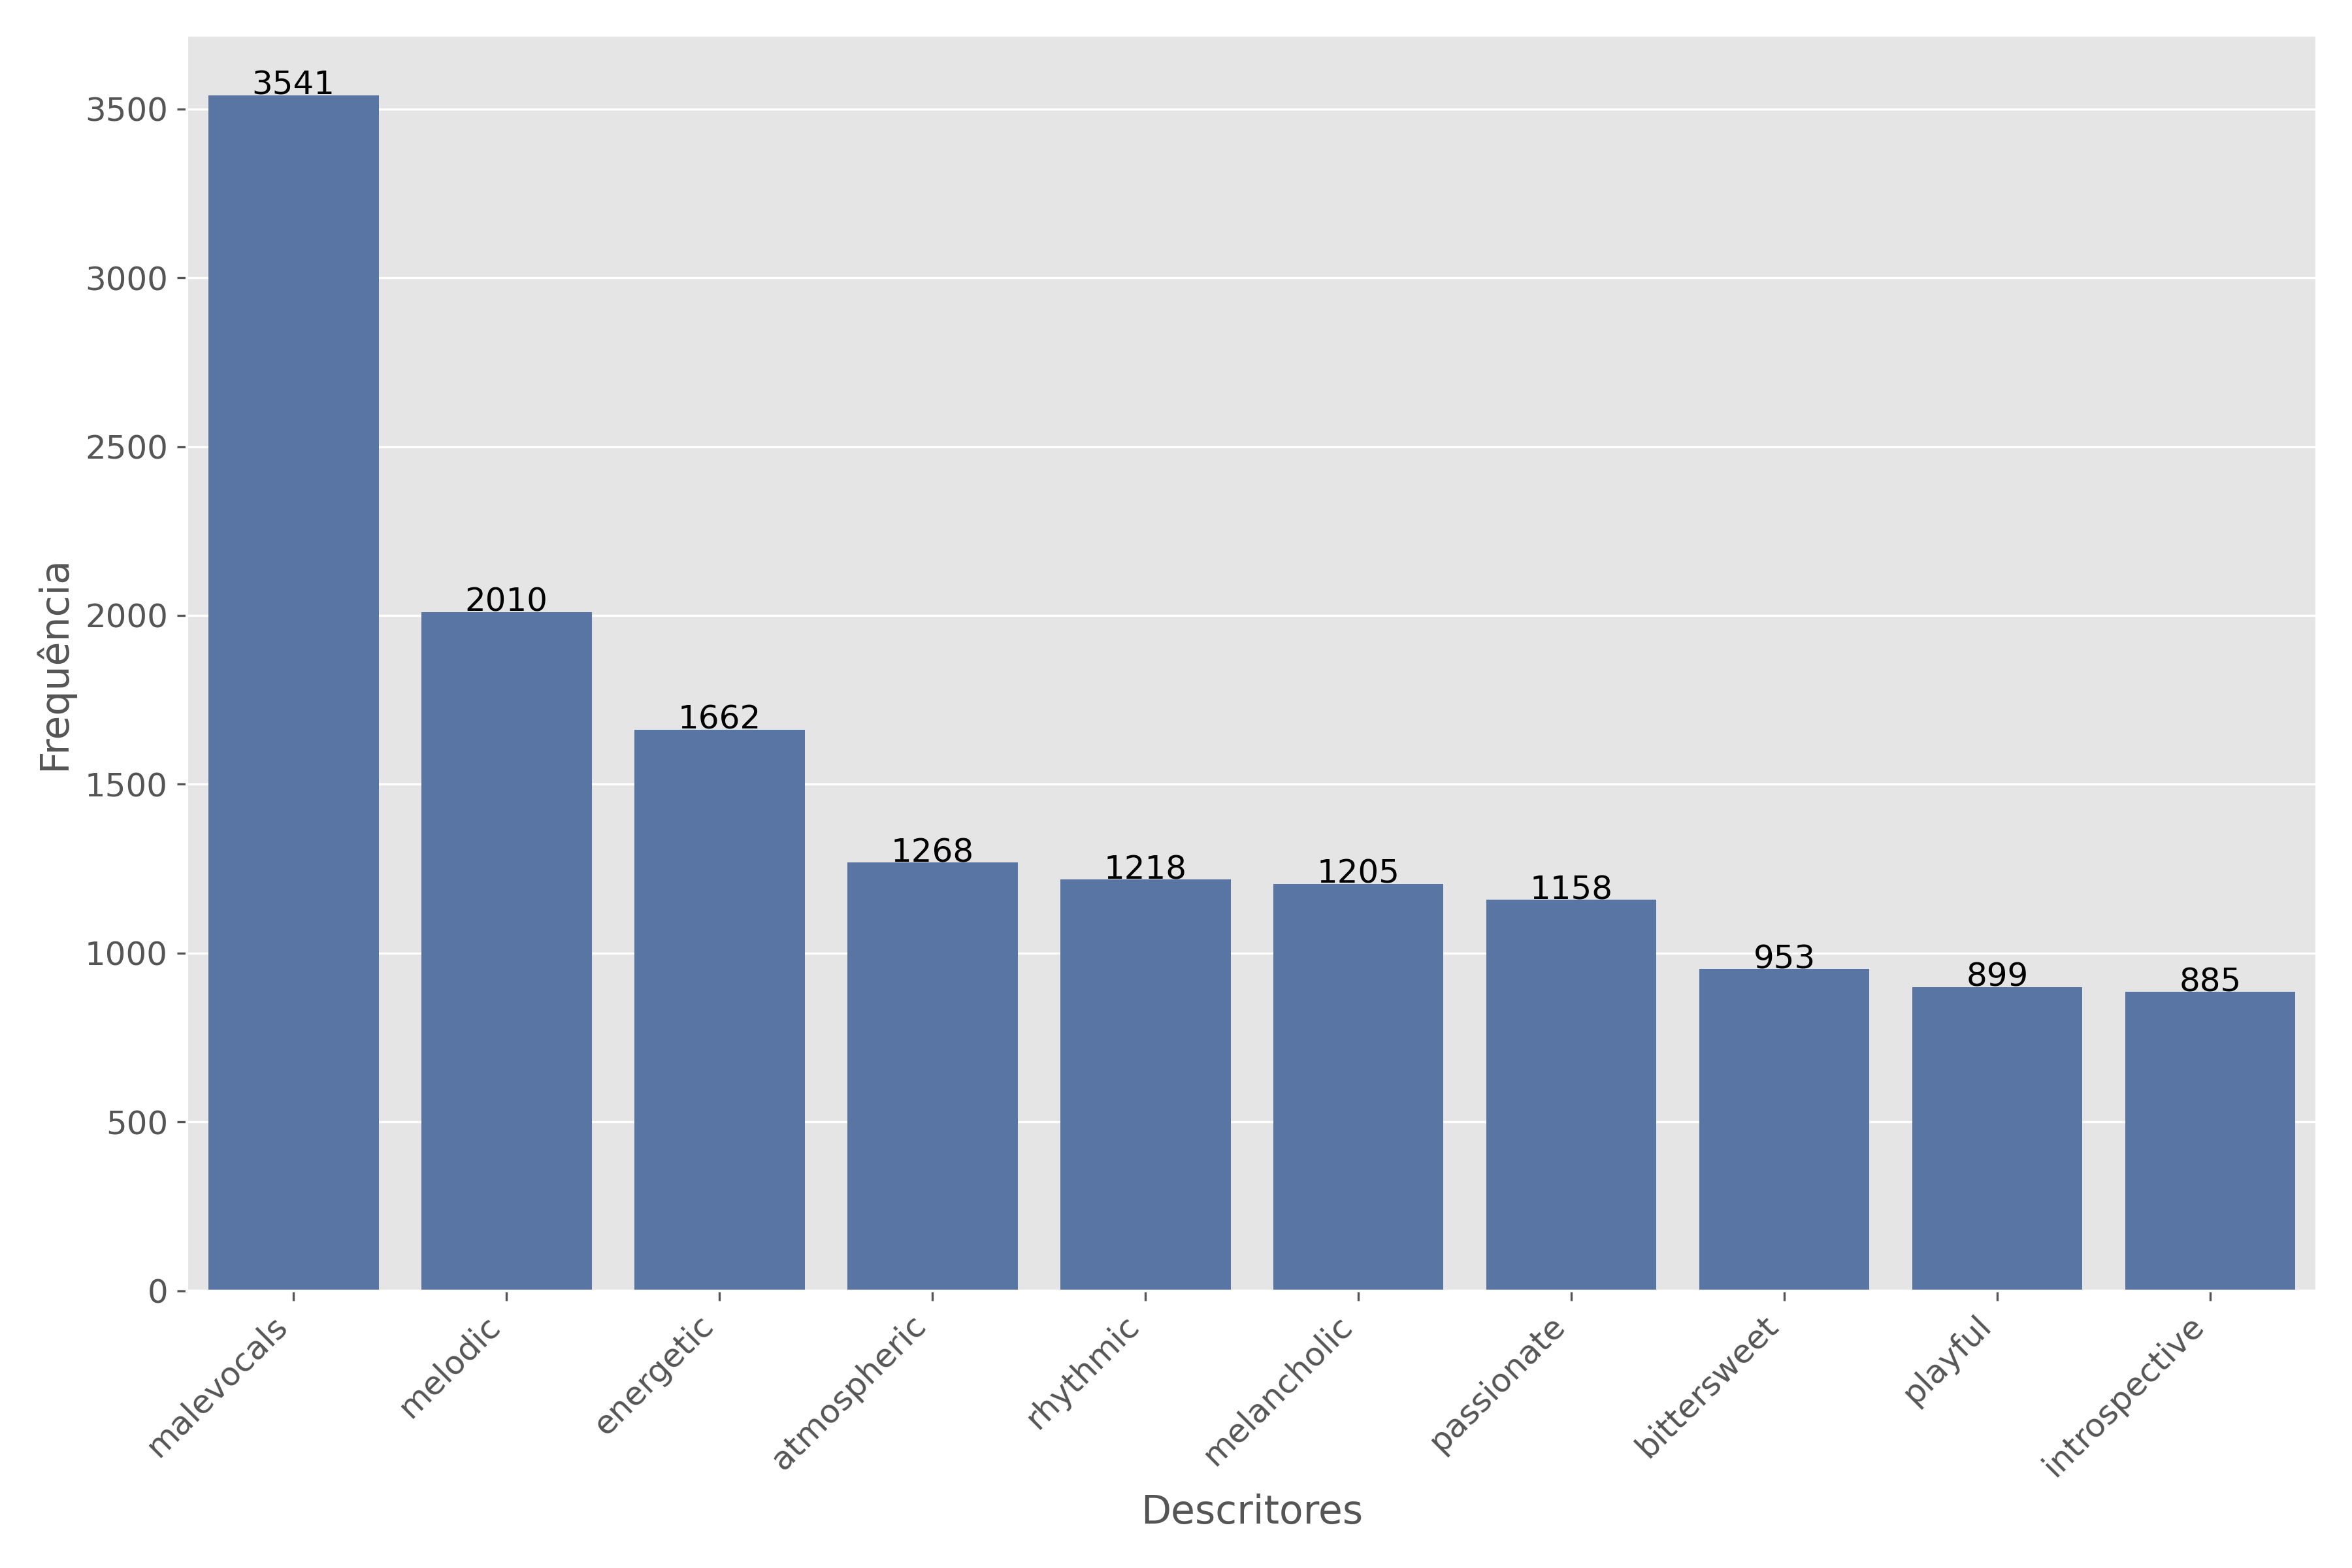 3541
3500
3000
2500
2010
2000
1662
1500
1268
1218
1205
1158
1000
953
899
885
500
0
Frequência
malevocals
melodic
energetic
atmospheric
rhythmic
melancholic
passionate
bittersweet
playful
introspective
Descritores